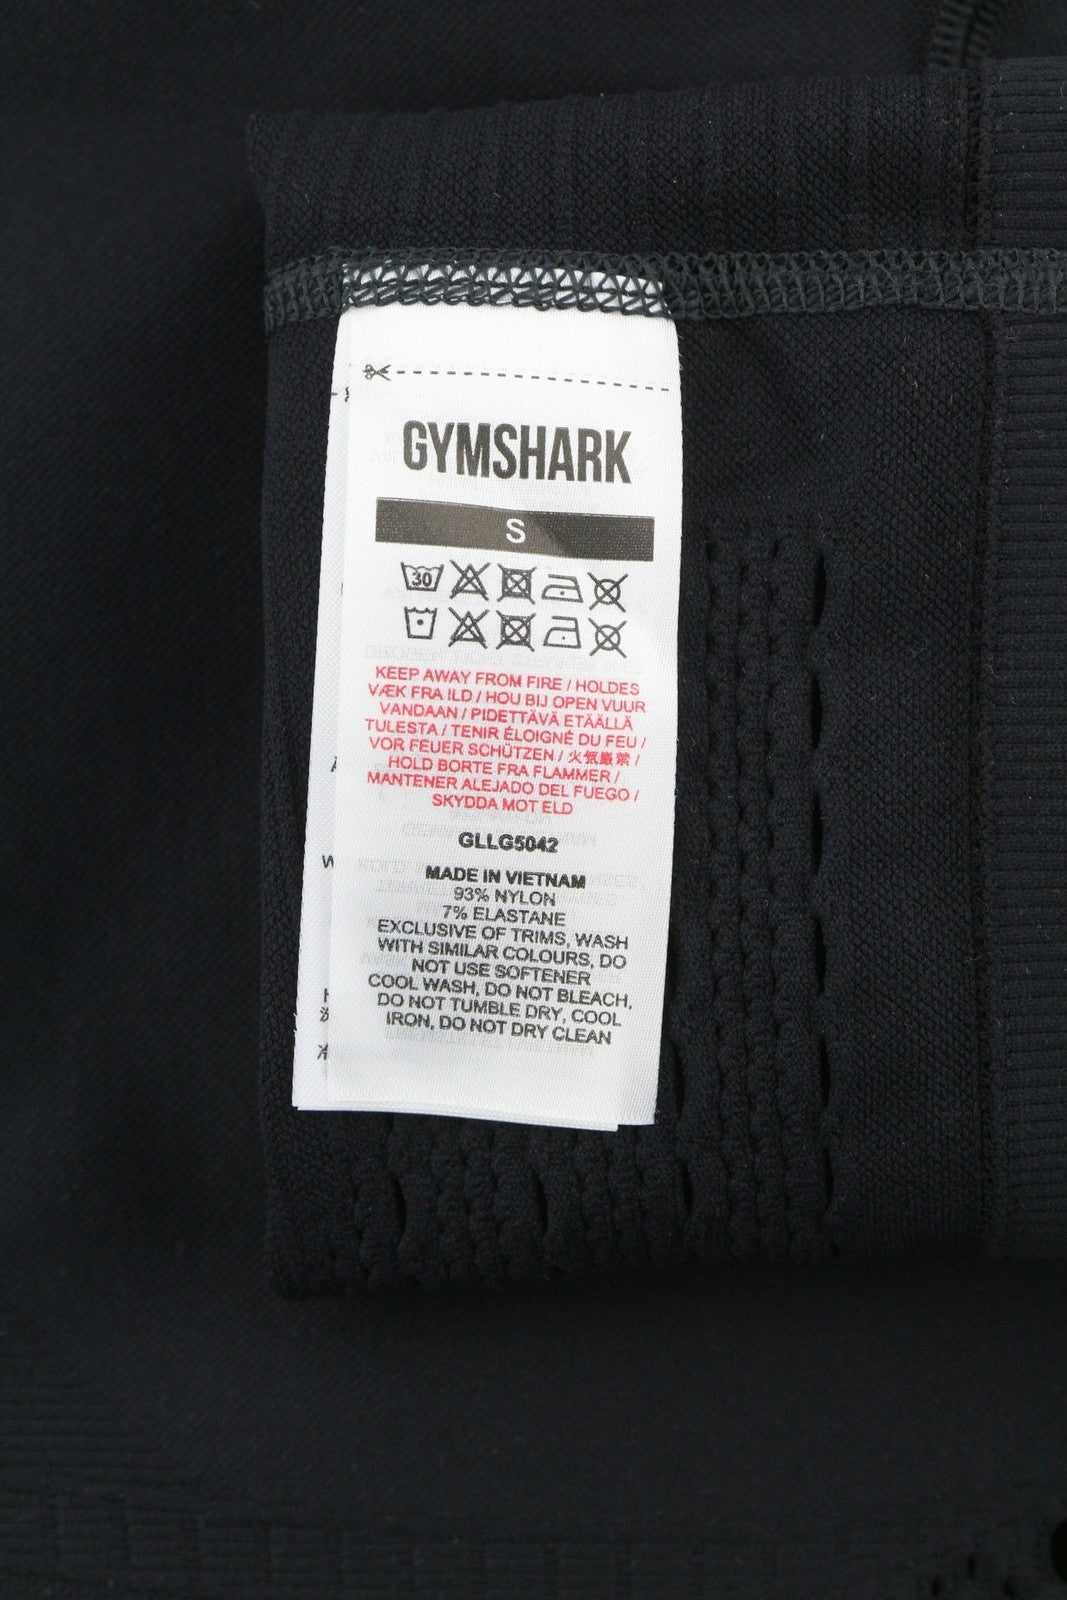 GYMSHARK
S
30
KEEP AWAY FROM FIRE / HOLDES
VÆK FRA ILD / HOU BIJ OPEN VUUR
VANDAAN / PIDETTÄVÄ ETÄÄLLÄ
TULESTA / TENIR ÉLOIGNÉ DU FEU /
VOR FEUER SCHÜTZEN / 火気厳禁 /
HOLD BORTE FRA FLAMMER /
MANTENER ALEJADO DEL FUEGO /
SKYDDA MOT ELD
GLLG5042
MADE IN VIETNAM
93% NYLON
7% ELASTANE
EXCLUSIVE OF TRIMS, WASH
WITH SIMILAR COLOURS, DO
NOT USE SOFTENER
COOL WASH, DO NOT BLEACH,
DO NOT TUMBLE DRY, COOL
IRON, DO NOT DRY CLEAN